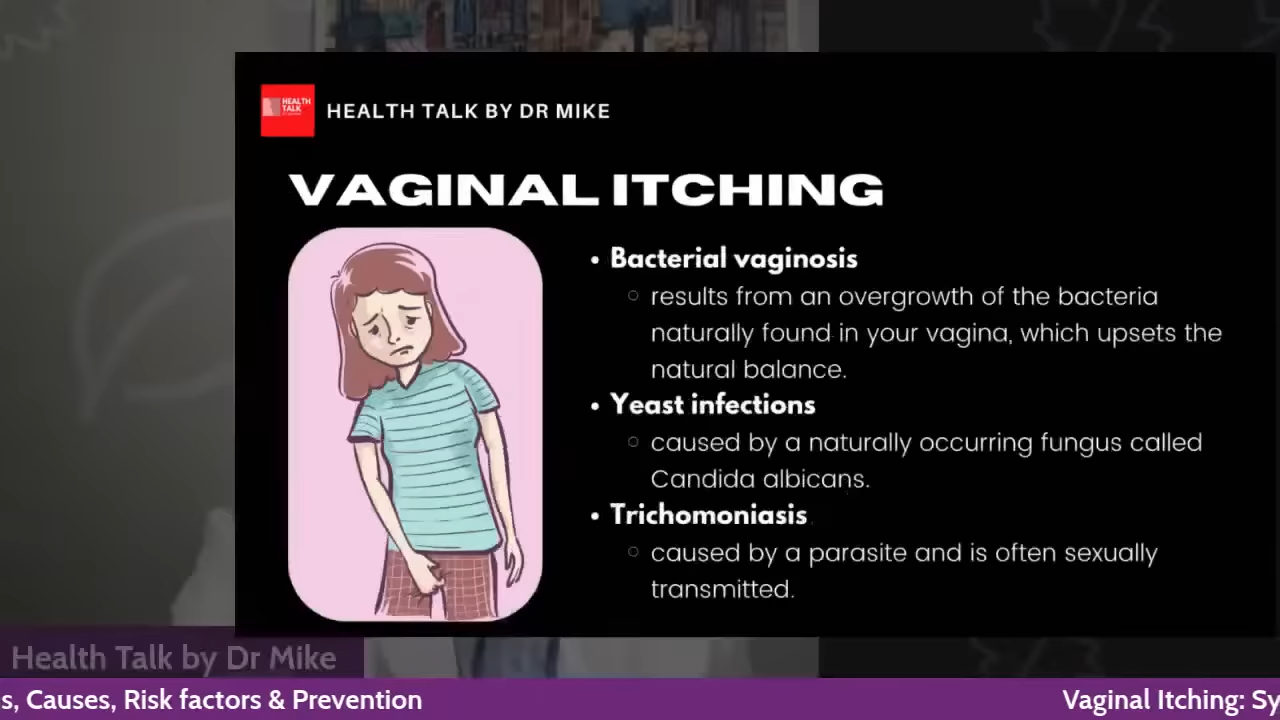 HEALTH
TALK
HEALTH TALK BY DR MIKE
VAGINAL ITCHING
• Bacterial vaginosis
○ results from an overgrowth of the bacteria
naturally found in your vagina, which upsets the
natural balance.
• Yeast infections
○ caused by a naturally occurring fungus called
Candida albicans.
• Trichomoniasis
○ caused by a parasite and is often sexually
transmitted.
Health Talk by Dr Mike
s, Causes, Risk factors & Prevention
Vaginal Itching: Sy